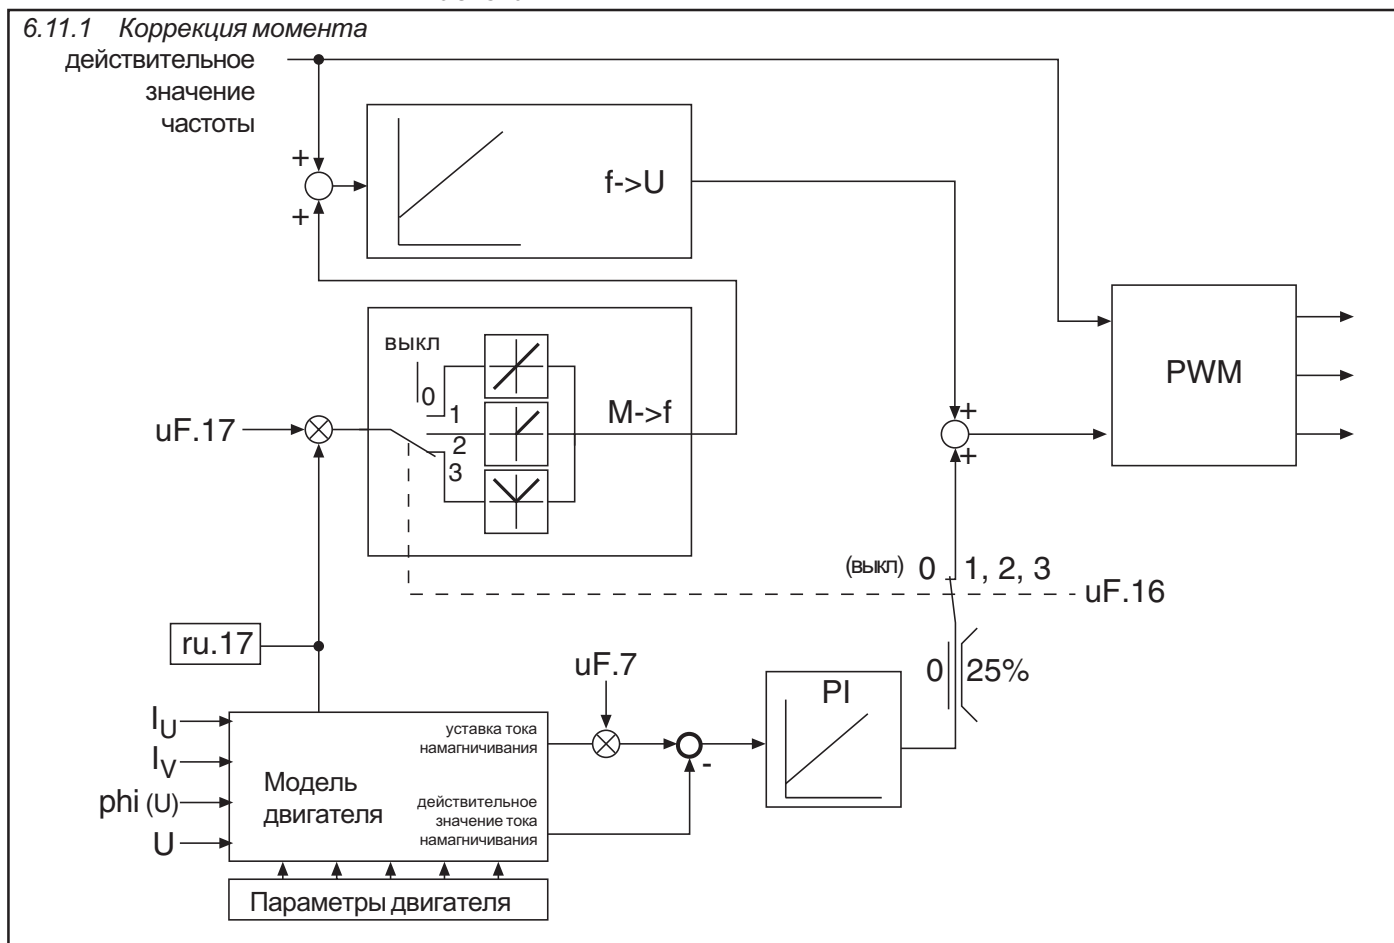 6.11.1 Коррекция момента
действительное
значение
частоты
+
+
f->U
выкл
0
1
2
3
M->f
uF.17
PWM
+
+
(выкл) 0 1, 2, 3
uF.16
ru.17
uF.7
0 25%
PI
IU
IV
phi (U)
U
Модель
двигателя
уставка тока
намагничивания
действительное
значение тока
намагничивания
-
Параметры двигателя